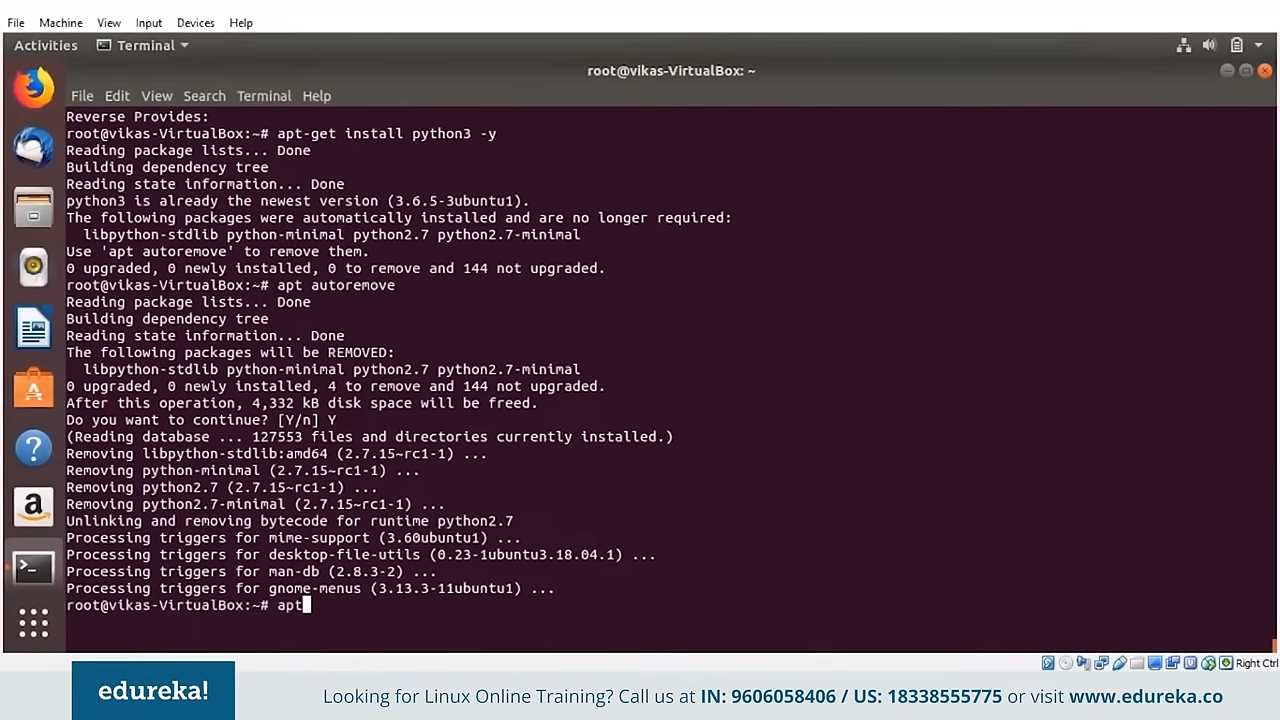 File Machine View Input Devices Help
Activities Terminal
root@vikas-VirtualBox: ~
File Edit View Search Terminal Help
Reverse Provides:
root@vikas-VirtualBox:~# apt-get install python3 -y
Reading package lists... Done
Building dependency tree
Reading state information... Done
python3 is already the newest version (3.6.5-3ubuntu1).
The following packages were automatically installed and are no longer required:
libpython-stdlib python-minimal python2.7 python2.7-minimal
Use 'apt autoremove' to remove them.
0 upgraded, 0 newly installed, 0 to remove and 144 not upgraded.
root@vikas-VirtualBox:~# apt autoremove
Reading package lists... Done
Building dependency tree
Reading state information... Done
The following packages will be REMOVED:
libpython-stdlib python-minimal python2.7 python2.7-minimal
0 upgraded, 0 newly installed, 4 to remove and 144 not upgraded.
After this operation, 4,332 kB disk space will be freed.
Do you want to continue? [Y/n] Y
(Reading database ... 127553 files and directories currently installed.)
Removing libpython-stdlib:amd64 (2.7.15~rc1-1) ...
Removing python-minimal (2.7.15~rc1-1) ...
Removing python2.7 (2.7.15~rc1-1) ...
Removing python2.7-minimal (2.7.15~rc1-1) ...
Unlinking and removing bytecode for runtime python2.7
Processing triggers for mime-support (3.60ubuntu1) ...
Processing triggers for desktop-file-utils (0.23-1ubuntu3.18.04.1) ...
Processing triggers for man-db (2.8.3-2) ...
Processing triggers for gnome-menus (3.13.3-11ubuntu1) ...
root@vikas-VirtualBox:~# apt
Right Ctrl
edureka!
Looking for Linux Online Training? Call us at IN: 9606058406 / US: 18338555775 or visit www.edureka.co